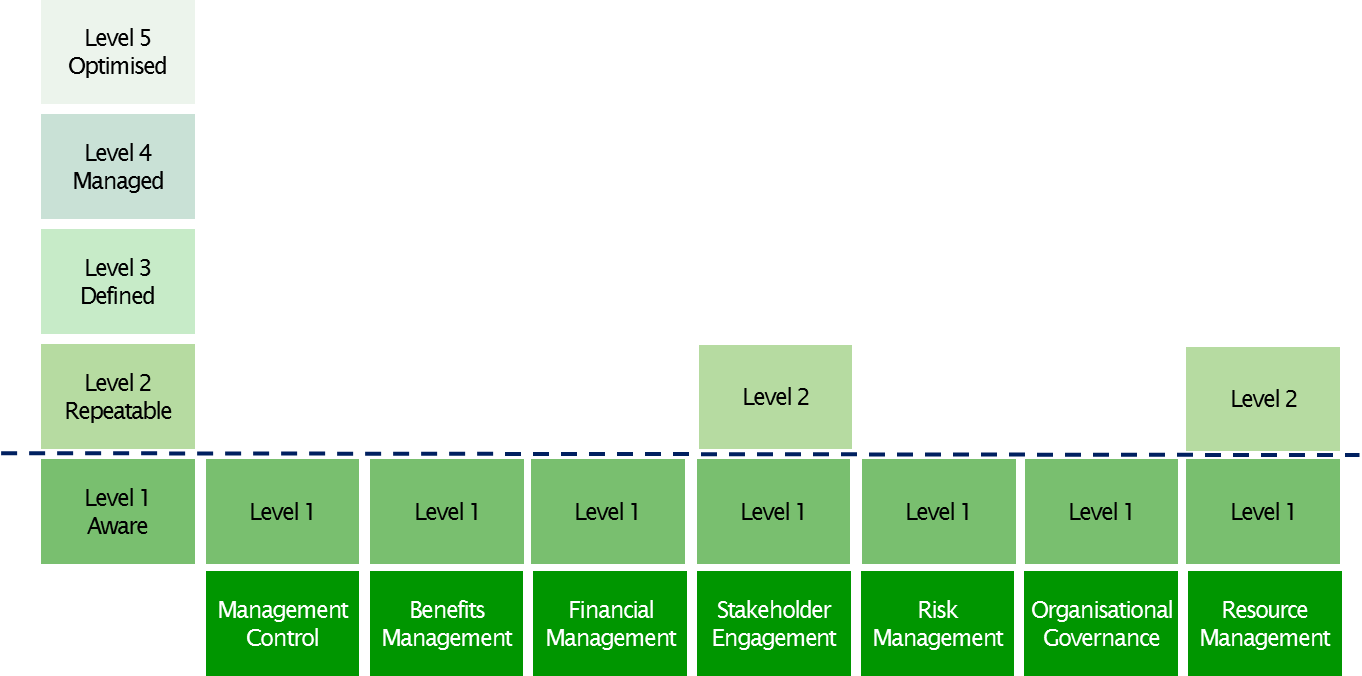 Level 5
Optimised
Level 4
Managed
Level 3
Defined
Level 2
Repeatable
Level 2
Level 2
Level 1
Aware
Level 1
Level 1
Level 1
Level 1
Level 1
Level 1
Level 1
Management
Control
Benefits
Management
Financial
Management
Stakeholder
Engagement
Risk
Management
Organisational
Governance
Resource
Management